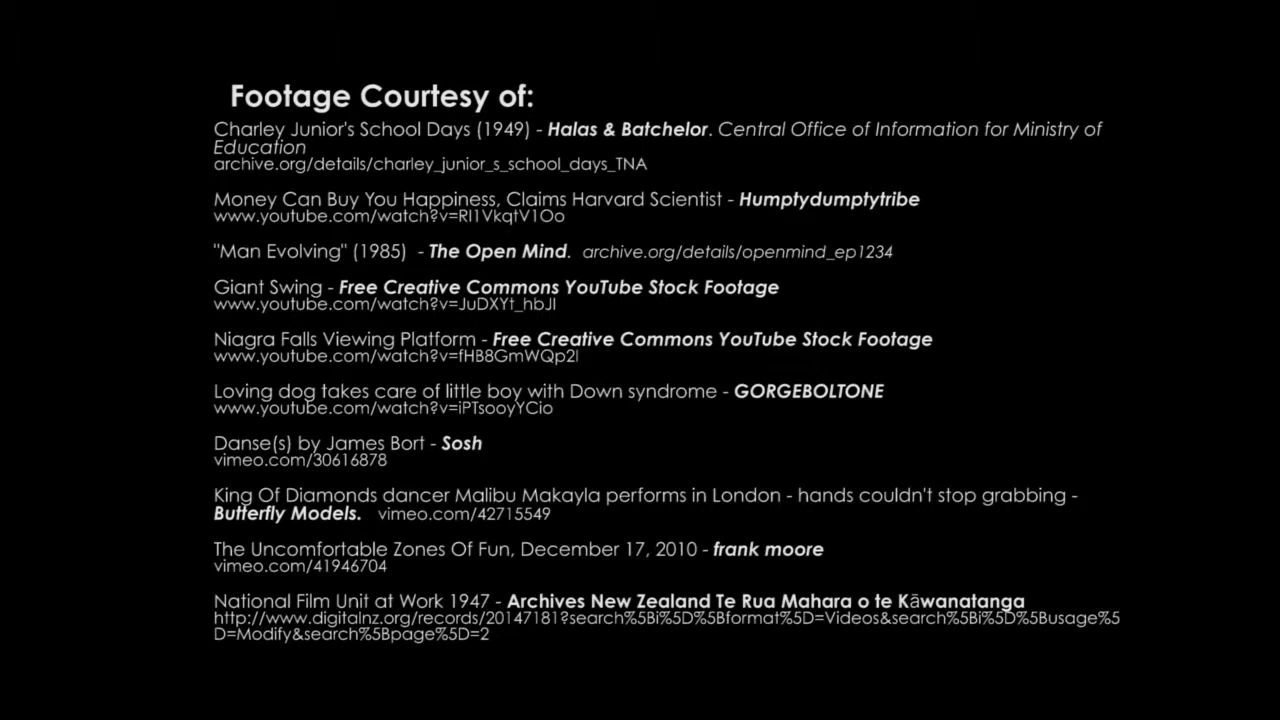 Footage Courtesy of:
Charley Junior's School Days (1949) - Halas & Batchelor. Central Office of Information for Ministry of
Education
archive.org/details/charley_junior_s_school_days_TNA
Money Can Buy You Happiness, Claims Harvard Scientist - Humptydumptytribe
www.youtube.com/watch?v=RI1VkqtV1Oo
"Man Evolving" (1985) - The Open Mind. archive.org/details/openmind_ep1234
Giant Swing - Free Creative Commons YouTube Stock Footage
www.youtube.com/watch?v=JuDXYt_hbJI
Niagra Falls Viewing Platform - Free Creative Commons YouTube Stock Footage
www.youtube.com/watch?v=fHB8GmWQp2I
Loving dog takes care of little boy with Down syndrome - GORGEBOLTONE
www.youtube.com/watch?v=iPTsooyYCio
Danse(s) by James Bort - Sosh
vimeo.com/30616878
King Of Diamonds dancer Malibu Makayla performs in London - hands couldn't stop grabbing -
Butterfly Models. vimeo.com/42715549
The Uncomfortable Zones Of Fun, December 17, 2010 - frank moore
vimeo.com/41946704
National Film Unit at Work 1947 - Archives New Zealand Te Rua Mahara o te Kāwanatanga
http://www.digitalnz.org/records/20147181?search%5Bi%5D%5Bformat%5D=Videos&search%5Bi%5D%5Busage%5
D=Modify&search%5Bpage%5D=2